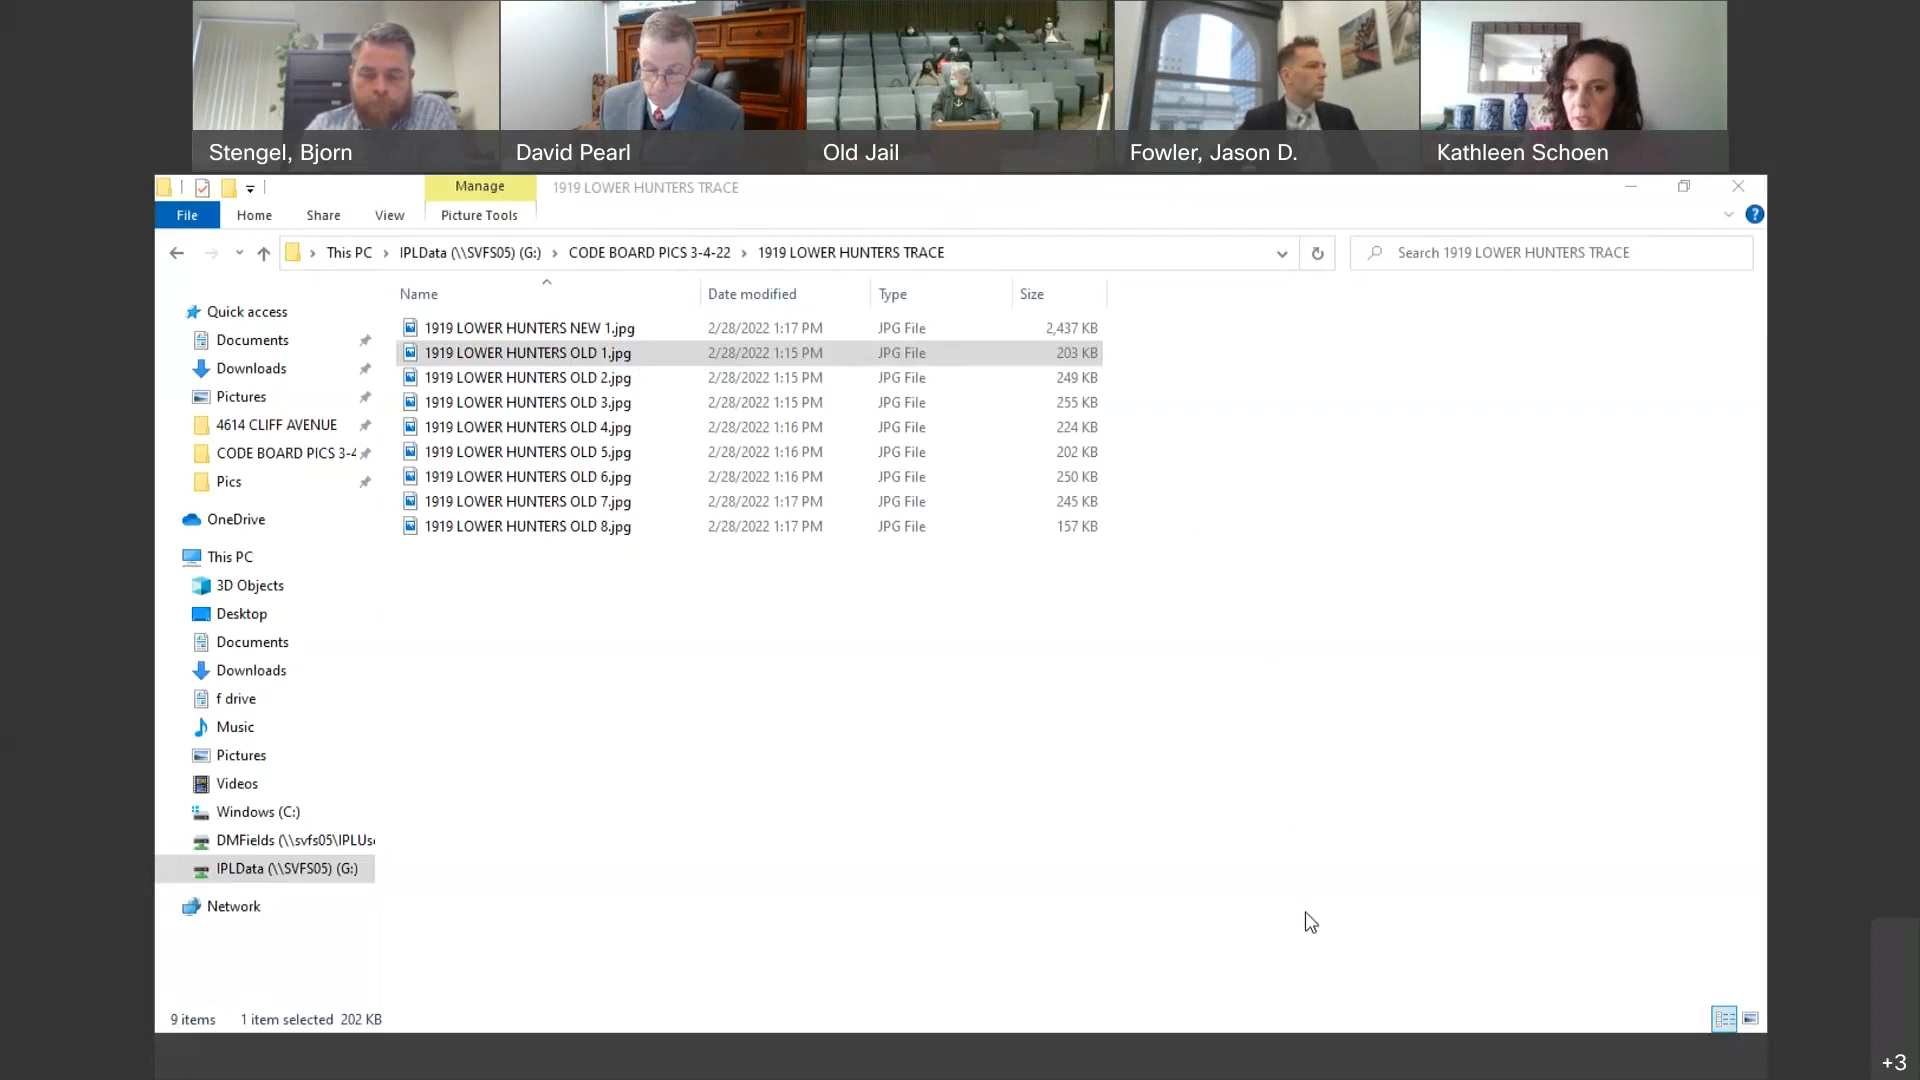 Stengel, Bjorn
David Pearl
Old Jail
Fowler, Jason D.
Kathleen Schoen
Manage
1919 LOWER HUNTERS TRACE
File
Home
Share
View
Picture Tools
This PC
IPLData (\\SVFS05) (G:)
CODE BOARD PICS 3-4-22
1919 LOWER HUNTERS TRACE
Search 1919 LOWER HUNTERS TRACE
Name
Date modified
Type
Size
1919 LOWER HUNTERS NEW 1.jpg 2/28/2022 1:17 PM JPG File 2,437 KB
1919 LOWER HUNTERS OLD 1.jpg 2/28/2022 1:15 PM JPG File 203 KB
1919 LOWER HUNTERS OLD 2.jpg 2/28/2022 1:15 PM JPG File 249 KB
1919 LOWER HUNTERS OLD 3.jpg 2/28/2022 1:15 PM JPG File 255 KB
1919 LOWER HUNTERS OLD 4.jpg 2/28/2022 1:16 PM JPG File 224 KB
1919 LOWER HUNTERS OLD 5.jpg 2/28/2022 1:16 PM JPG File 202 KB
1919 LOWER HUNTERS OLD 6.jpg 2/28/2022 1:16 PM JPG File 250 KB
1919 LOWER HUNTERS OLD 7.jpg 2/28/2022 1:17 PM JPG File 245 KB
1919 LOWER HUNTERS OLD 8.jpg 2/28/2022 1:17 PM JPG File 157 KB
Quick access
Documents
Downloads
Pictures
4614 CLIFF AVENUE
CODE BOARD PICS 3-4
Pics
OneDrive
This PC
3D Objects
Desktop
Documents
Downloads
f drive
Music
Pictures
Videos
Windows (C:)
DMFields (\\svfs05\IPLUse
IPLData (\\SVFS05) (G:)
Network
9 items
1 item selected 202 KB
+3